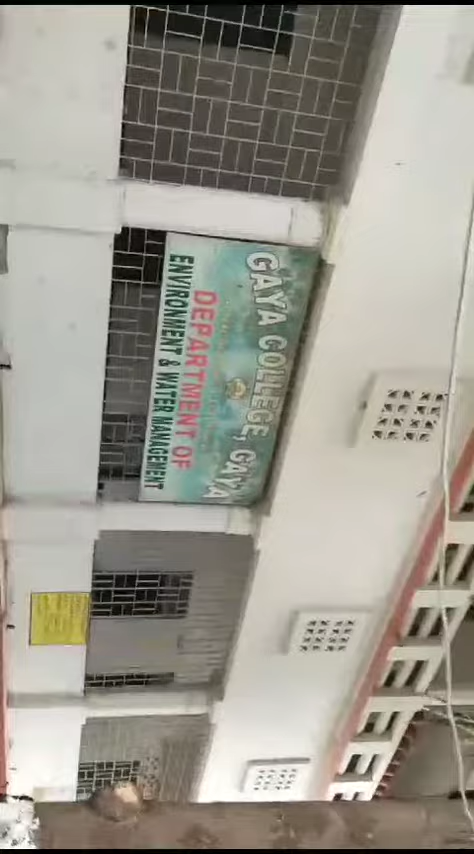 GAYA COLLEGE, GAYA
DEPARTMENT OF
ENVIRONMENT & WATER MANAGEMENT